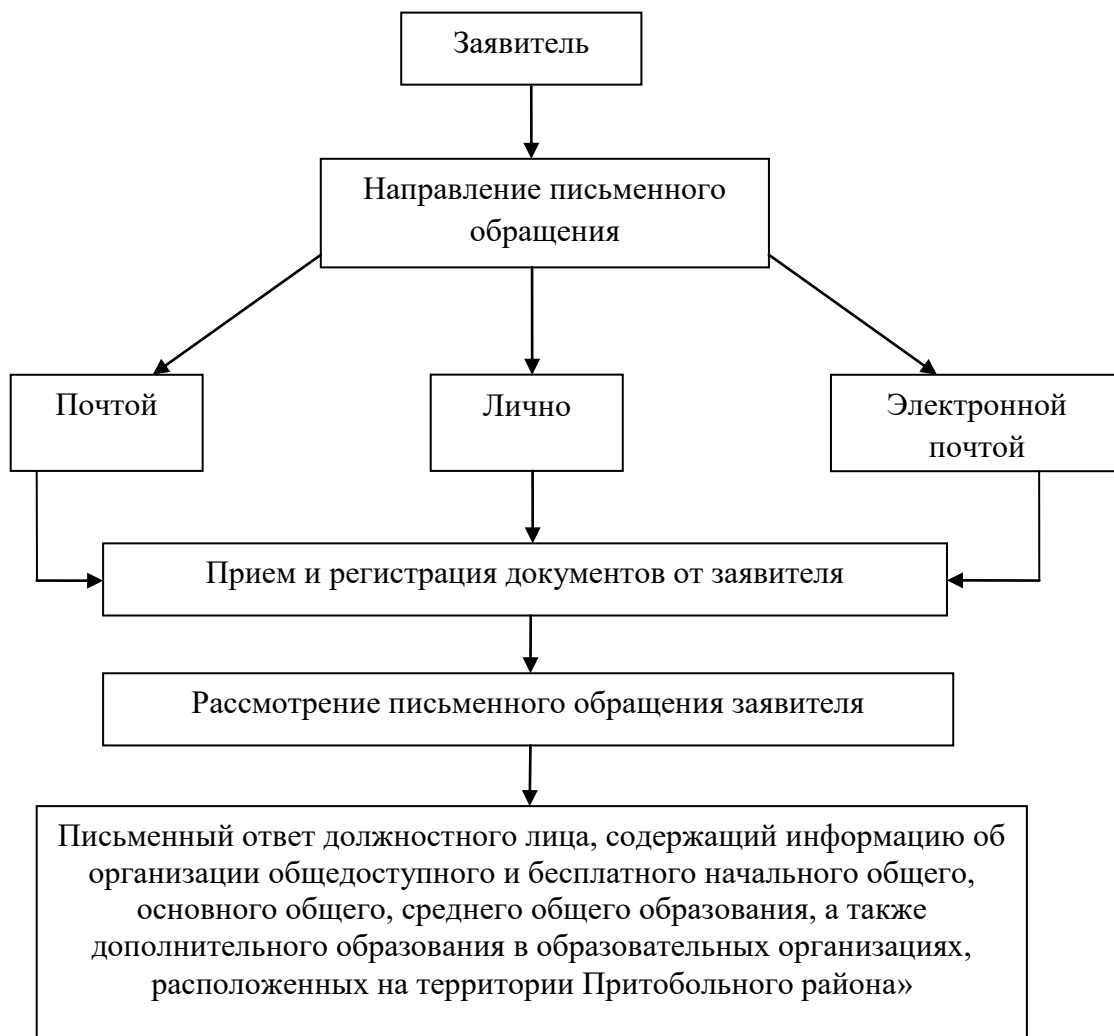 Заявитель
Направление письменного
обращения
Почтой
Лично
Электронной
почтой
Прием и регистрация документов от заявителя
Рассмотрение письменного обращения заявителя
Письменный ответ должностного лица, содержащий информацию об
организации общедоступного и бесплатного начального общего,
основного общего, среднего общего образования, а также
дополнительного образования в образовательных организациях,
расположенных на территории Притобольного района»